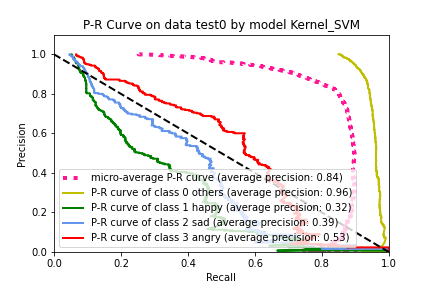 P-R Curve on data test0 by model Kernel_SVM
Precision
1.0
0.8
0.6
0.4
0.2
0.0
micro-average P-R curve (average precision: 0.84)
P-R curve of class 0 others (average precision: 0.96)
P-R curve of class 1 happy (average precision: 0.32)
P-R curve of class 2 sad (average precision: 0.39)
P-R curve of class 3 angry (average precision: 0.53)
0.0 0.2 0.4 0.6 0.8 1.0
Recall